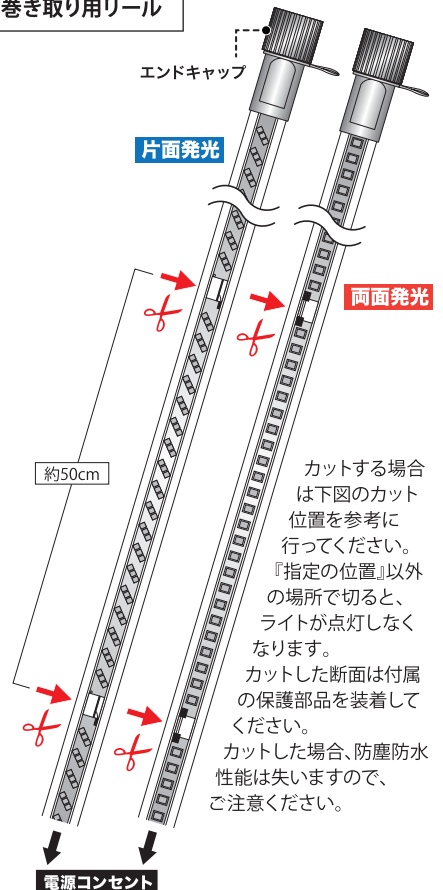 巻き取り用リール
エンドキャップ
片面発光
両面発光
約50cm
カットする場合
は下図のカット
位置を参考に
行ってください。
『指定の位置』以外
の場所で切ると、
ライトが点灯しなく
なります。
カットした断面は付属
の保護部品を装着して
ください。
カットした場合、防塵防水
性能は失いますので、
ご注意ください。
電源コンセント